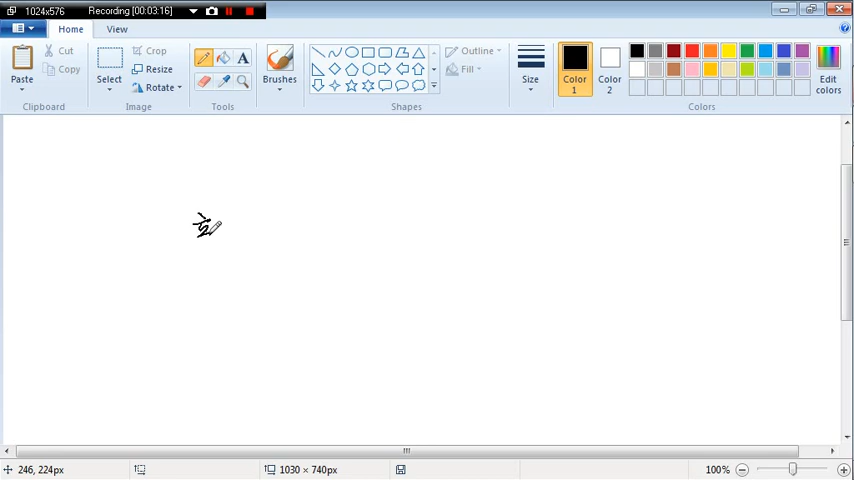 1024x576 Recording [00:03:16]
Home View
Paste Cut Copy Clipboard
Select Crop Resize Rotate Image
A Tools
Brushes
Outline Fill Shapes
Size
Color 1 Color 2 Edit colors Colors
246, 224px 1030 × 740px 100%